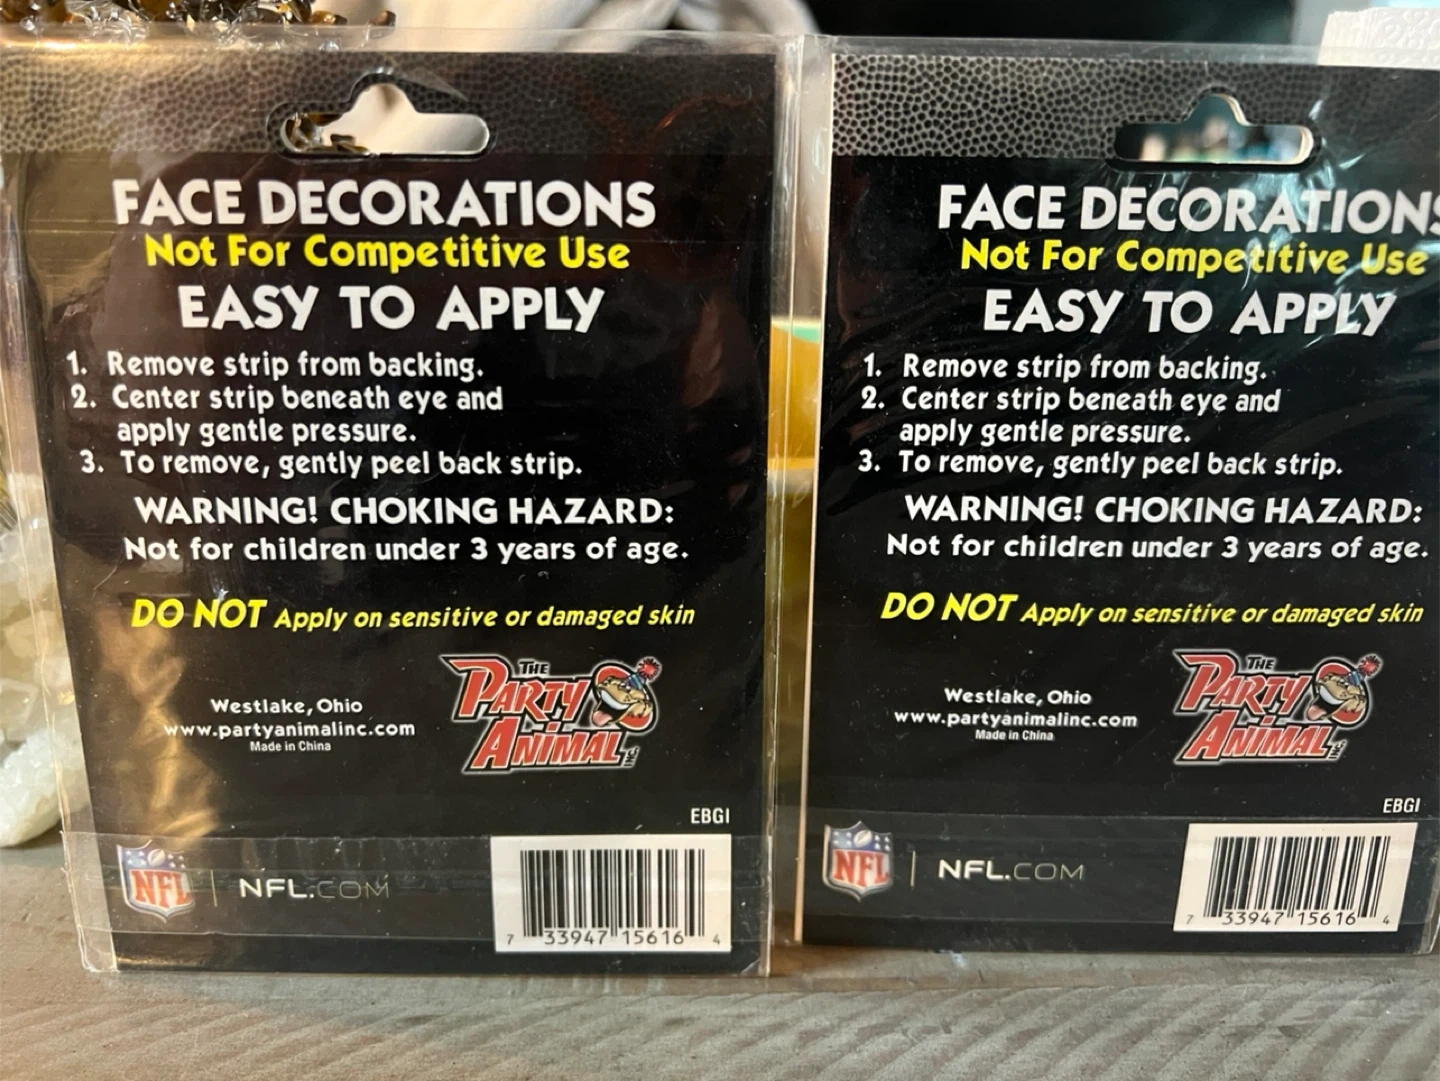 FACE DECORATIONS
Not For Competitive Use
EASY TO APPLY
1. Remove strip from backing.
2. Center strip beneath eye and
apply gentle pressure.
3. To remove, gently peel back strip.
WARNING! CHOKING HAZARD:
Not for children under 3 years of age.
DO NOT Apply on sensitive or damaged skin
Westlake, Ohio
www.partyanimalinc.com
Made in China
THE
PARTY
ANIMAL INC
EBGI
NFL
NFL.COM
7 33947 15616 4
FACE DECORATIONS
Not For Competitive Use
EASY TO APPLY
1. Remove strip from backing.
2. Center strip beneath eye and
apply gentle pressure.
3. To remove, gently peel back strip.
WARNING! CHOKING HAZARD:
Not for children under 3 years of age.
DO NOT Apply on sensitive or damaged skin
Westlake, Ohio
www.partyanimalinc.com
Made in China
THE
PARTY
ANIMAL INC
EBGI
NFL
NFL.COM
7 33947 15616 4